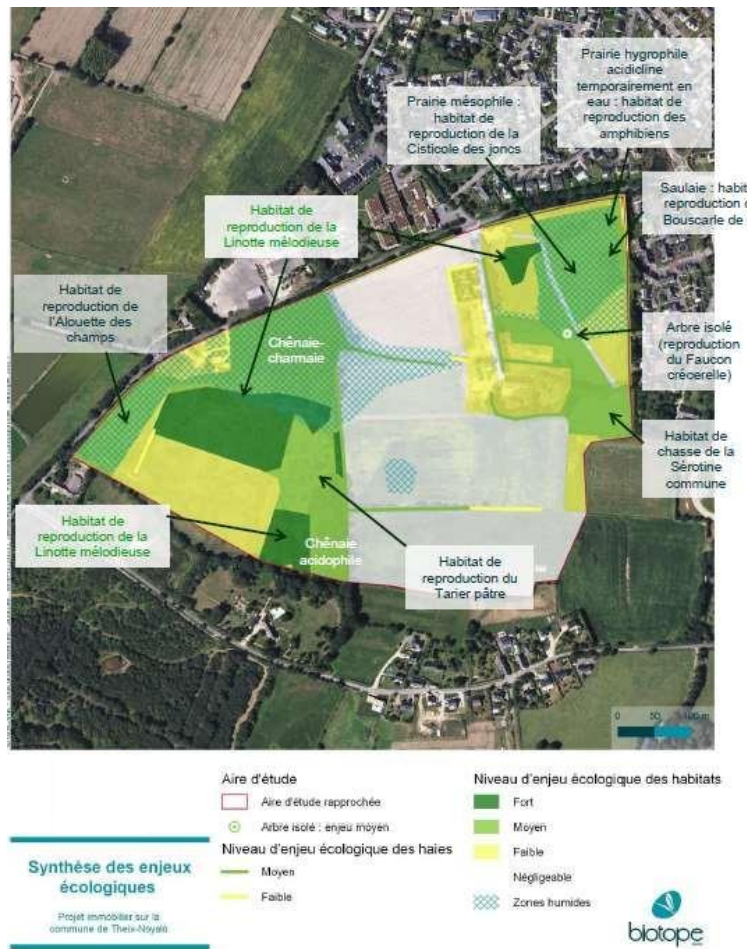 Prairie hygrophile
acidicline
temporairement en
eau : habitat de
reproduction des
amphibiens
Prairie mésophile :
habitat de
reproduction de la
Cisticole des joncs
Saulaie : habit
reproduction d
Bouscarle de
Habitat de
reproduction de la
Linotte mélodieuse
Habitat de
reproduction de
l'Alouette des
champs
Chênaie-
charmaie
Arbre isolé
(reproduction
du Faucon
crécerelle)
Habitat de
chasse de la
Sérotine
commune
Habitat de
reproduction de la
Linotte mélodieuse
Chênaie
acidophile
Habitat de
reproduction du
Tarier pâtre
0 50 100 m
Aire d'étude
Aire d'étude rapprochée
Arbre isolé : enjeu moyen
Niveau d'enjeu écologique des haies
Moyen
Faible
Niveau d'enjeu écologique des habitats
Fort
Moyen
Faible
Négligeable
Zones humides
Synthèse des enjeux
écologiques
Projet immobilier sur la
commune de Theix-Noyalo
biotope